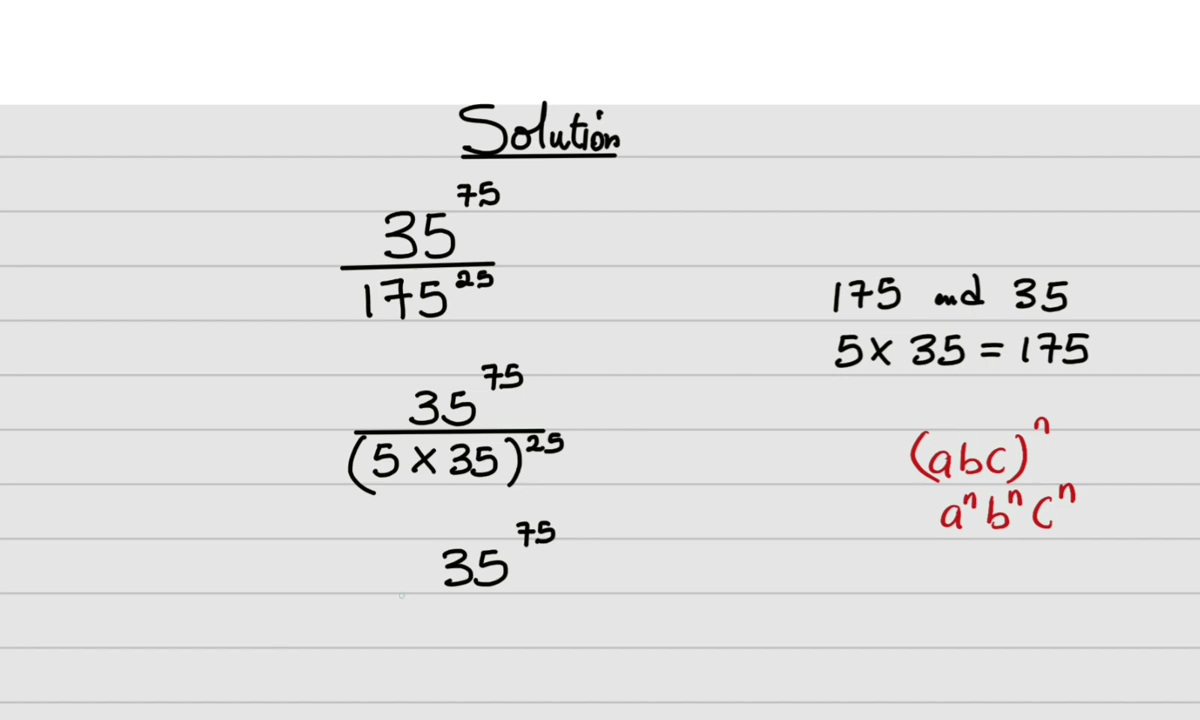 Solution
35^75
175^25
175 and 35
5 × 35 = 175
35^75
(5 × 35)^25
(abc)^n
a^n b^n c^n
35^75